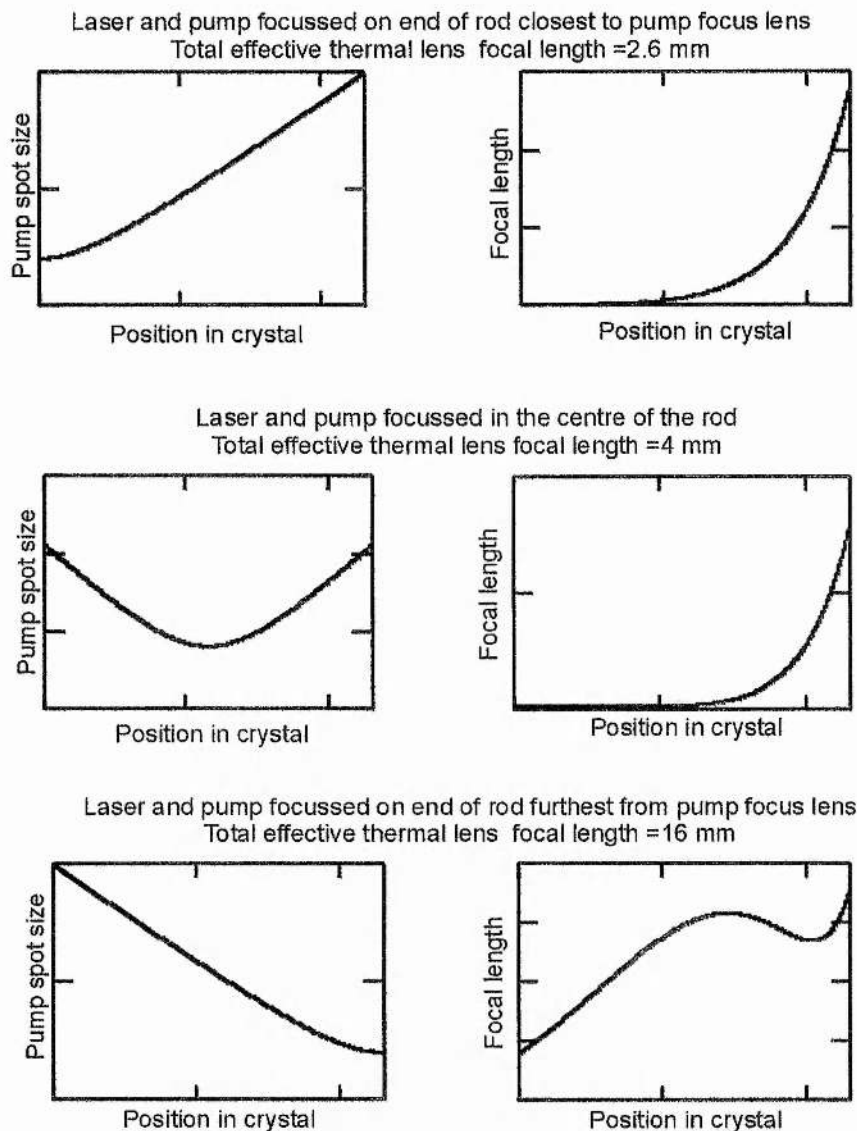 Laser and pump focussed on end of rod closest to pump focus lens
Total effective thermal lens focal length =2.6 mm
Pump spot size
Focal length
Position in crystal
Position in crystal
Laser and pump focussed in the centre of the rod
Total effective thermal lens focal length =4 mm
Pump spot size
Focal length
Position in crystal
Position in crystal
Laser and pump focussed on end of rod furthest from pump focus lens
Total effective thermal lens focal length =16 mm
Pump spot size
Focal length
Position in crystal
Position in crystal